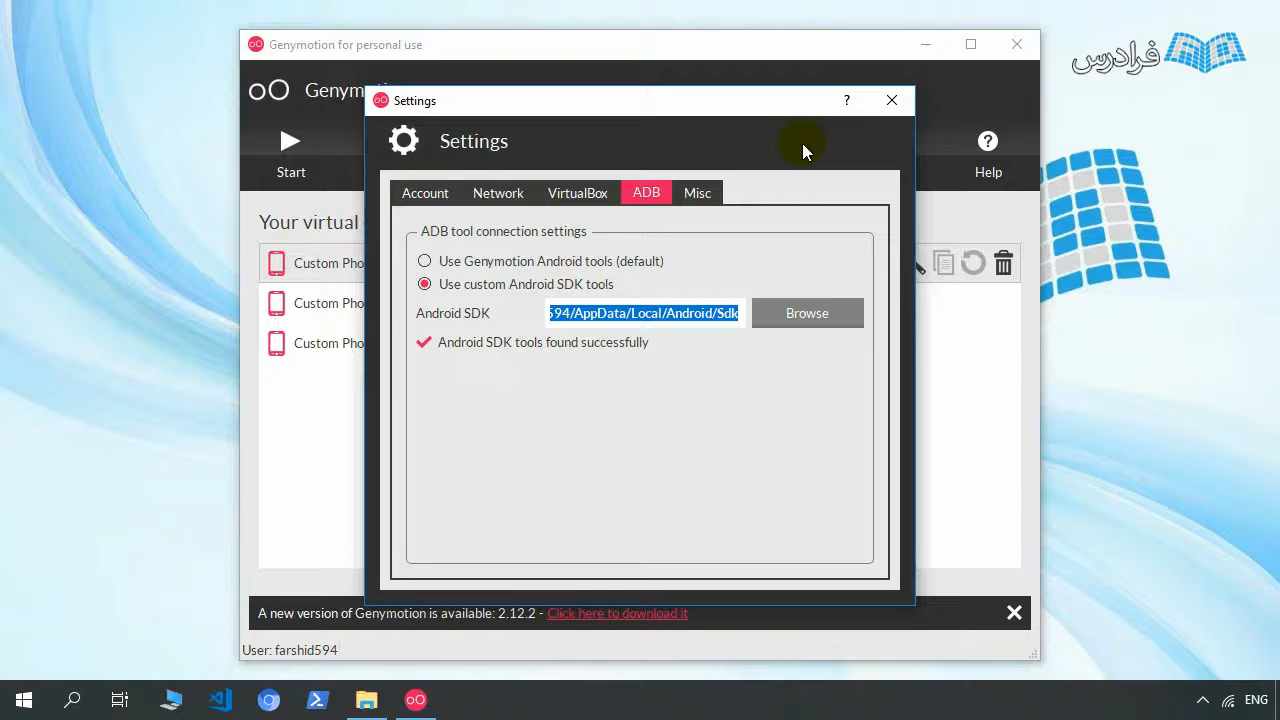 Genymotion for personal use
فرادرس
Settings
Settings
Start
Help
Account Network VirtualBox ADB Misc
Your virtual
ADB tool connection settings
Custom Pho
Use Genymotion Android tools (default)
Use custom Android SDK tools
Custom Pho
Android SDK 594/AppData/Local/Android/Sdk Browse
Custom Pho
Android SDK tools found successfully
A new version of Genymotion is available: 2.12.2 - Click here to download it
User: farshid594
ENG